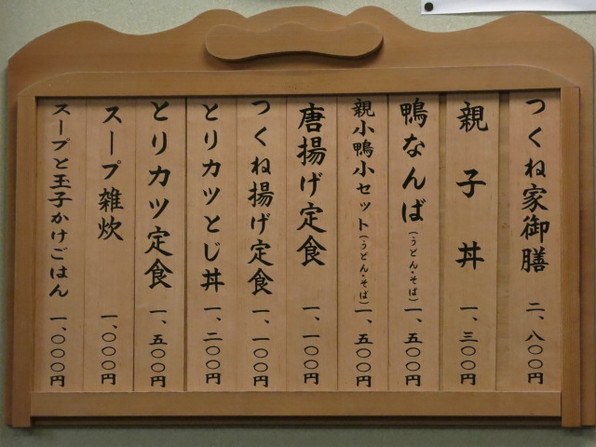 つくね家御膳 二、八〇〇円
親子丼 一、三〇〇円
鴨なんば（うどん・そば） 一、五〇〇円
親小鴨小セット（うどん・そば） 一、五〇〇円
唐揚げ定食 一、一〇〇円
つくね揚げ定食 一、一〇〇円
とりカツとじ丼 一、二〇〇円
とりカツ定食 一、五〇〇円
スープ雑炊 一、〇〇〇円
スープと玉子かけごはん 一、〇〇〇円